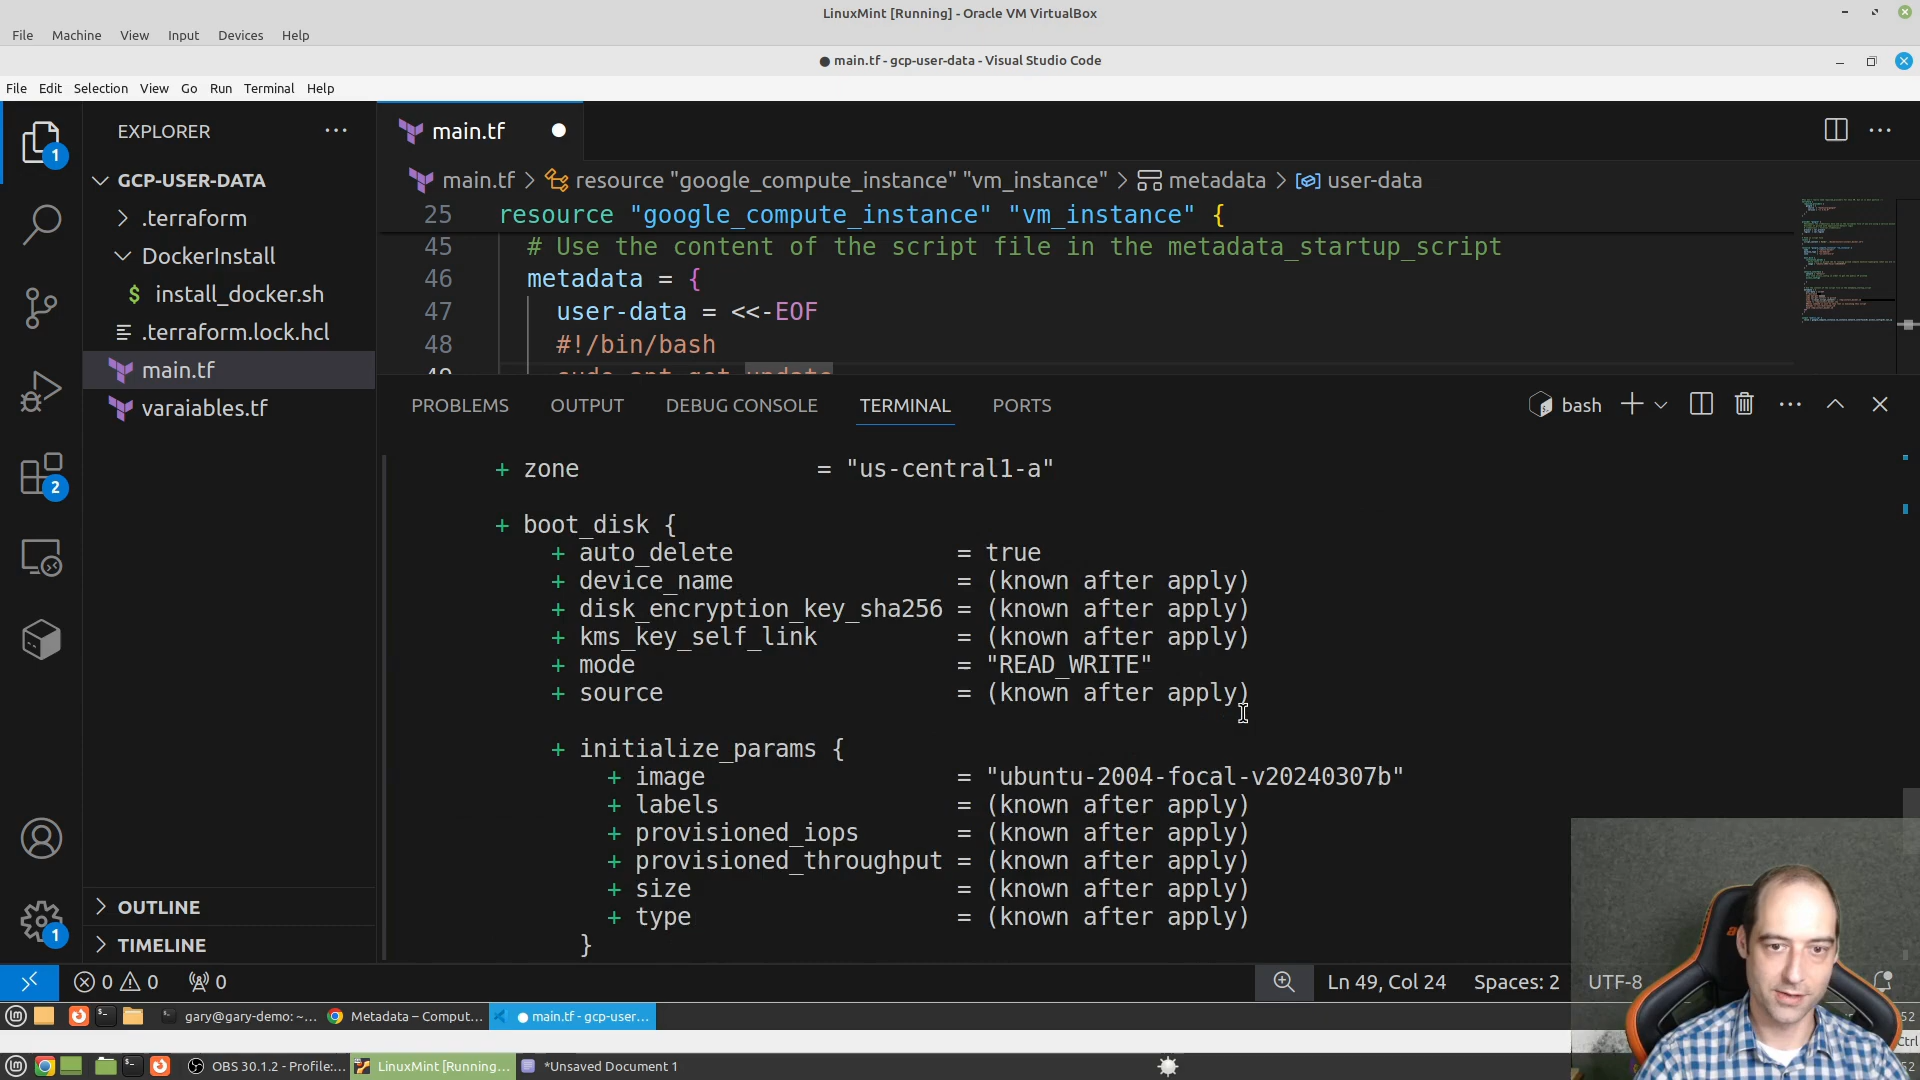 LinuxMint [Running] - Oracle VM VirtualBox
File Machine View Input Devices Help
main.tf - gcp-user-data - Visual Studio Code
File Edit Selection View Go Run Terminal Help
EXPLORER
main.tf
1
GCP-USER-DATA
main.tf > resource "google_compute_instance" "vm_instance" > metadata > user-data
.terraform
25 resource "google_compute_instance" "vm_instance" {
DockerInstall
45 # Use the content of the script file in the metadata_startup_script
46 metadata = {
$ install_docker.sh
47 user-data = <<-EOF
.terraform.lock.hcl
48 #!/bin/bash
main.tf
49 sudo apt-get update
varaiables.tf
PROBLEMS OUTPUT DEBUG CONSOLE TERMINAL PORTS
bash
2
+ zone = "us-central1-a"
+ boot_disk {
+ auto_delete = true
+ device_name = (known after apply)
+ disk_encryption_key_sha256 = (known after apply)
+ kms_key_self_link = (known after apply)
+ mode = "READ_WRITE"
+ source = (known after apply)
+ initialize_params {
+ image = "ubuntu-2004-focal-v20240307b"
+ labels = (known after apply)
+ provisioned_iops = (known after apply)
+ provisioned_throughput = (known after apply)
+ size = (known after apply)
+ type = (known after apply)
}
OUTLINE
1
TIMELINE
0 0 0
Ln 49, Col 24 Spaces: 2 UTF-8
gary@gary-demo: ~... Metadata – Comput... main.tf - gcp-user... 52
Ctrl
OBS 30.1.2 - Profile:... LinuxMint [Running... *Unsaved Document 1 52